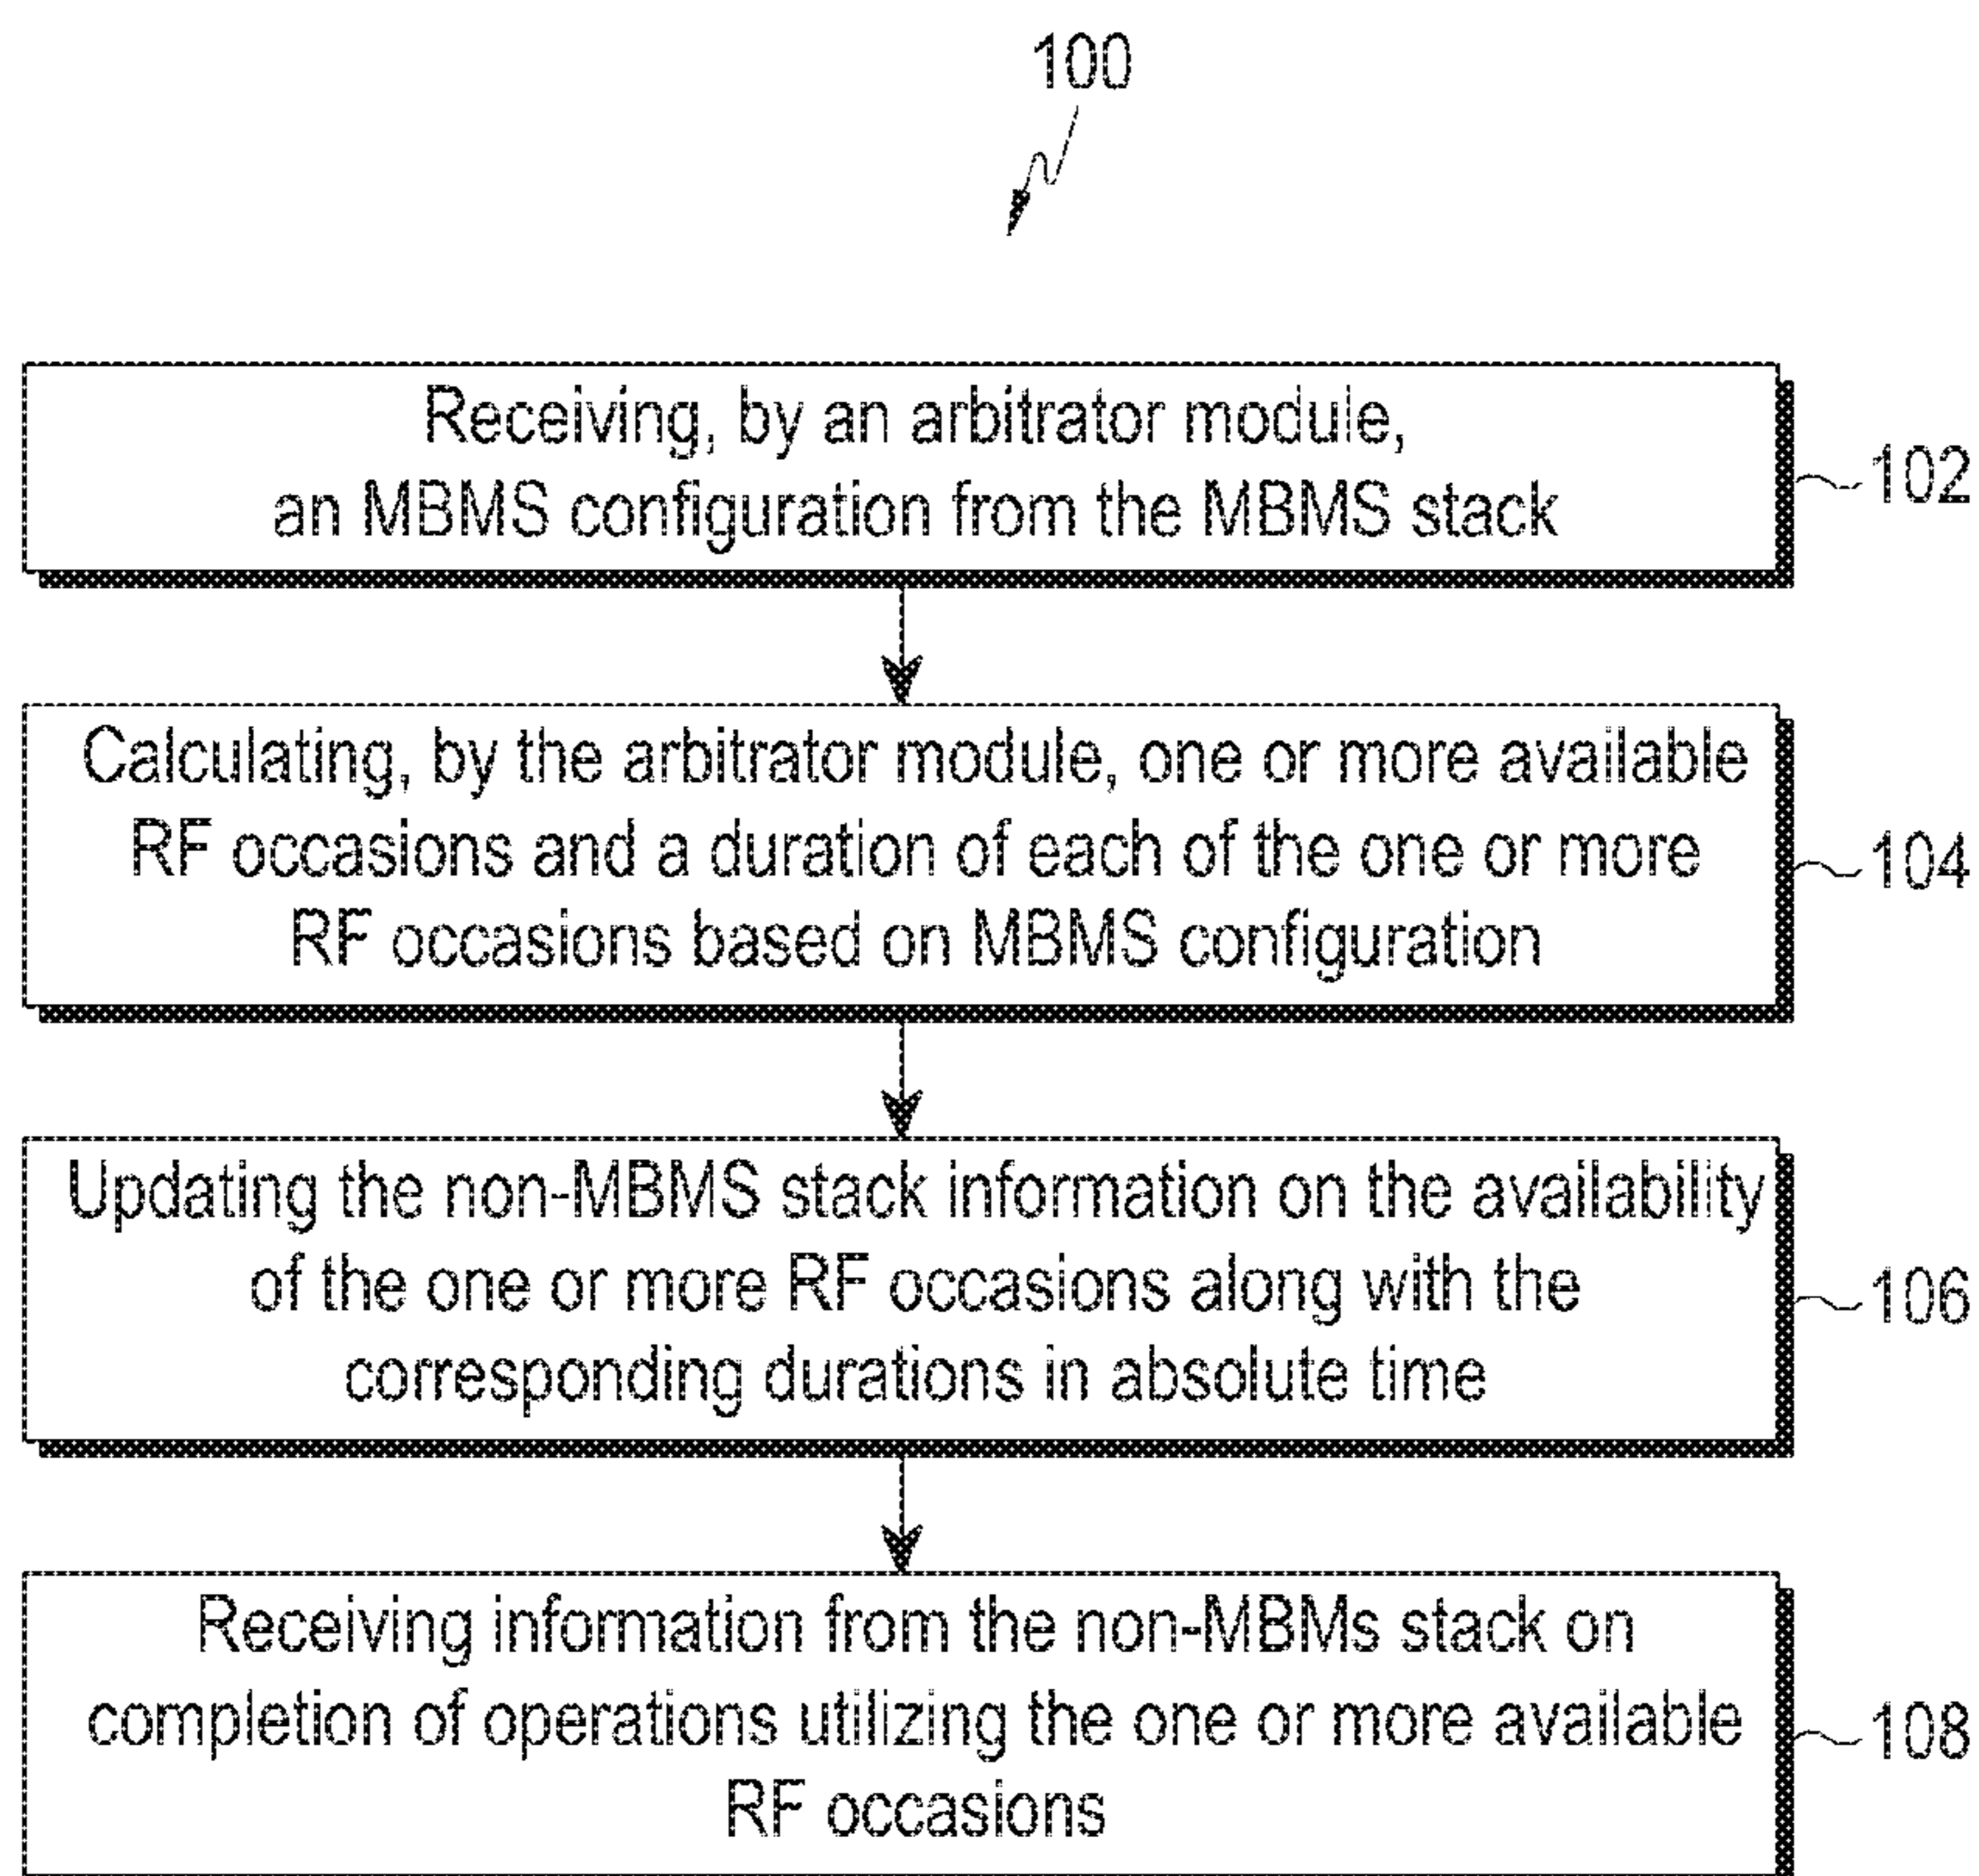 100
Receiving, by an arbitrator module,
an MBMS configuration from the MBMS stack
102
Calculating, by the arbitrator module, one or more available
RF occasions and a duration of each of the one or more
RF occasions based on MBMS configuration
104
Updating the non-MBMS stack information on the availability
of the one or more RF occasions along with the
corresponding durations in absolute time
106
Receiving information from the non-MBMs stack on
completion of operations utilizing the one or more available
RF occasions
108